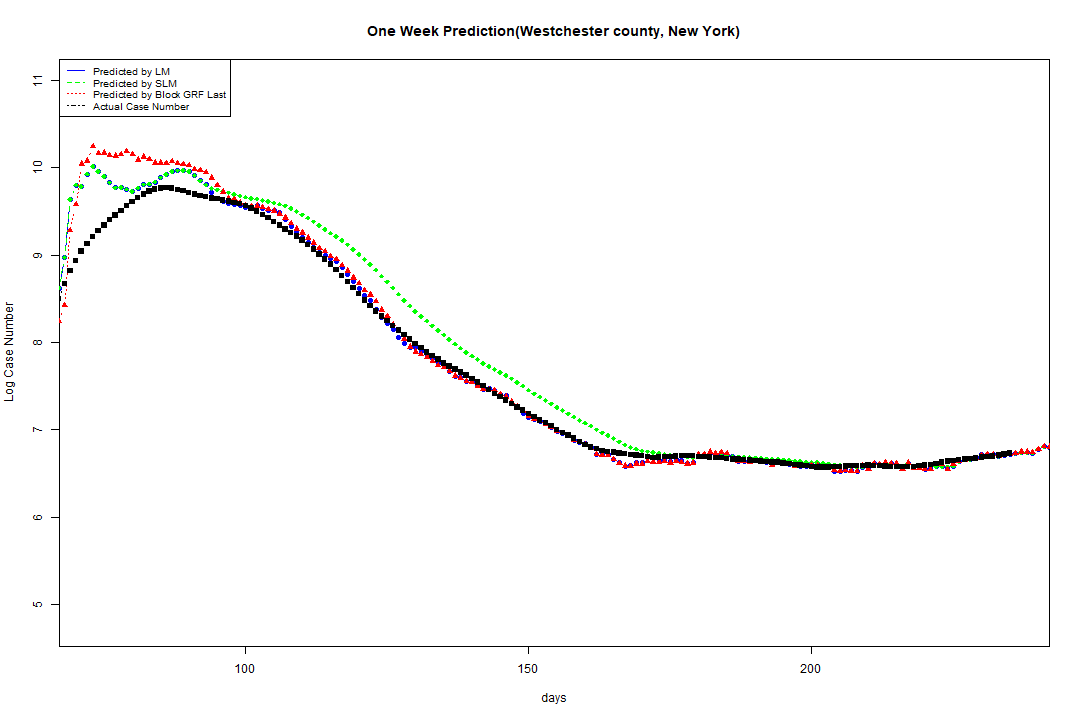 One Week Prediction(Westchester county, New York)
Predicted by LM
Predicted by SLM
Predicted by Block GRF Last
Actual Case Number
11
10
9
8
7
6
5
Log Case Number
100 150 200
days